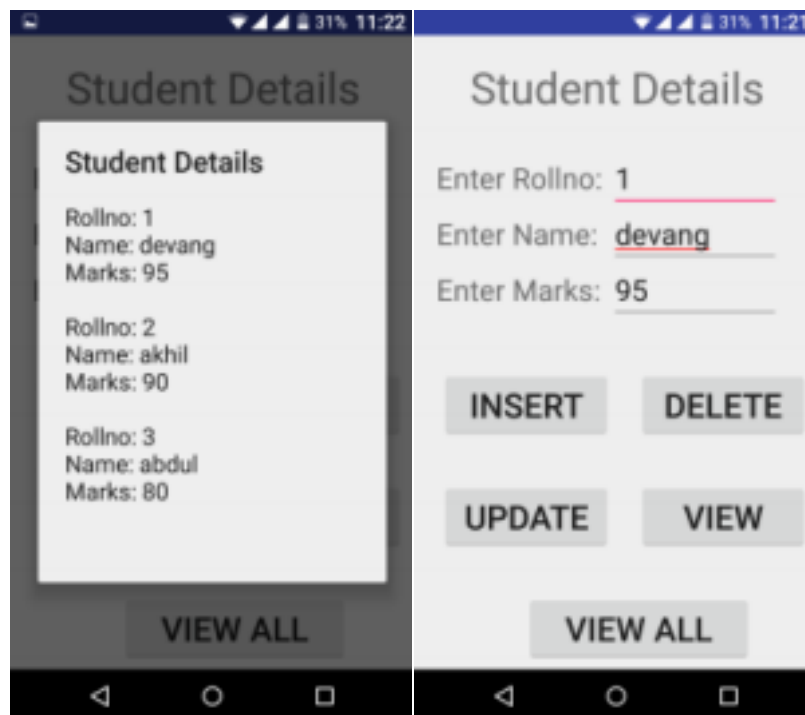 31% 11:22
Student Details
Student Details
Rollno: 1
Name: devang
Marks: 95
Rollno: 2
Name: akhil
Marks: 90
Rollno: 3
Name: abdul
Marks: 80
VIEW ALL
31% 11:21
Student Details
Enter Rollno: 1
Enter Name: devang
Enter Marks: 95
INSERT DELETE
UPDATE VIEW
VIEW ALL